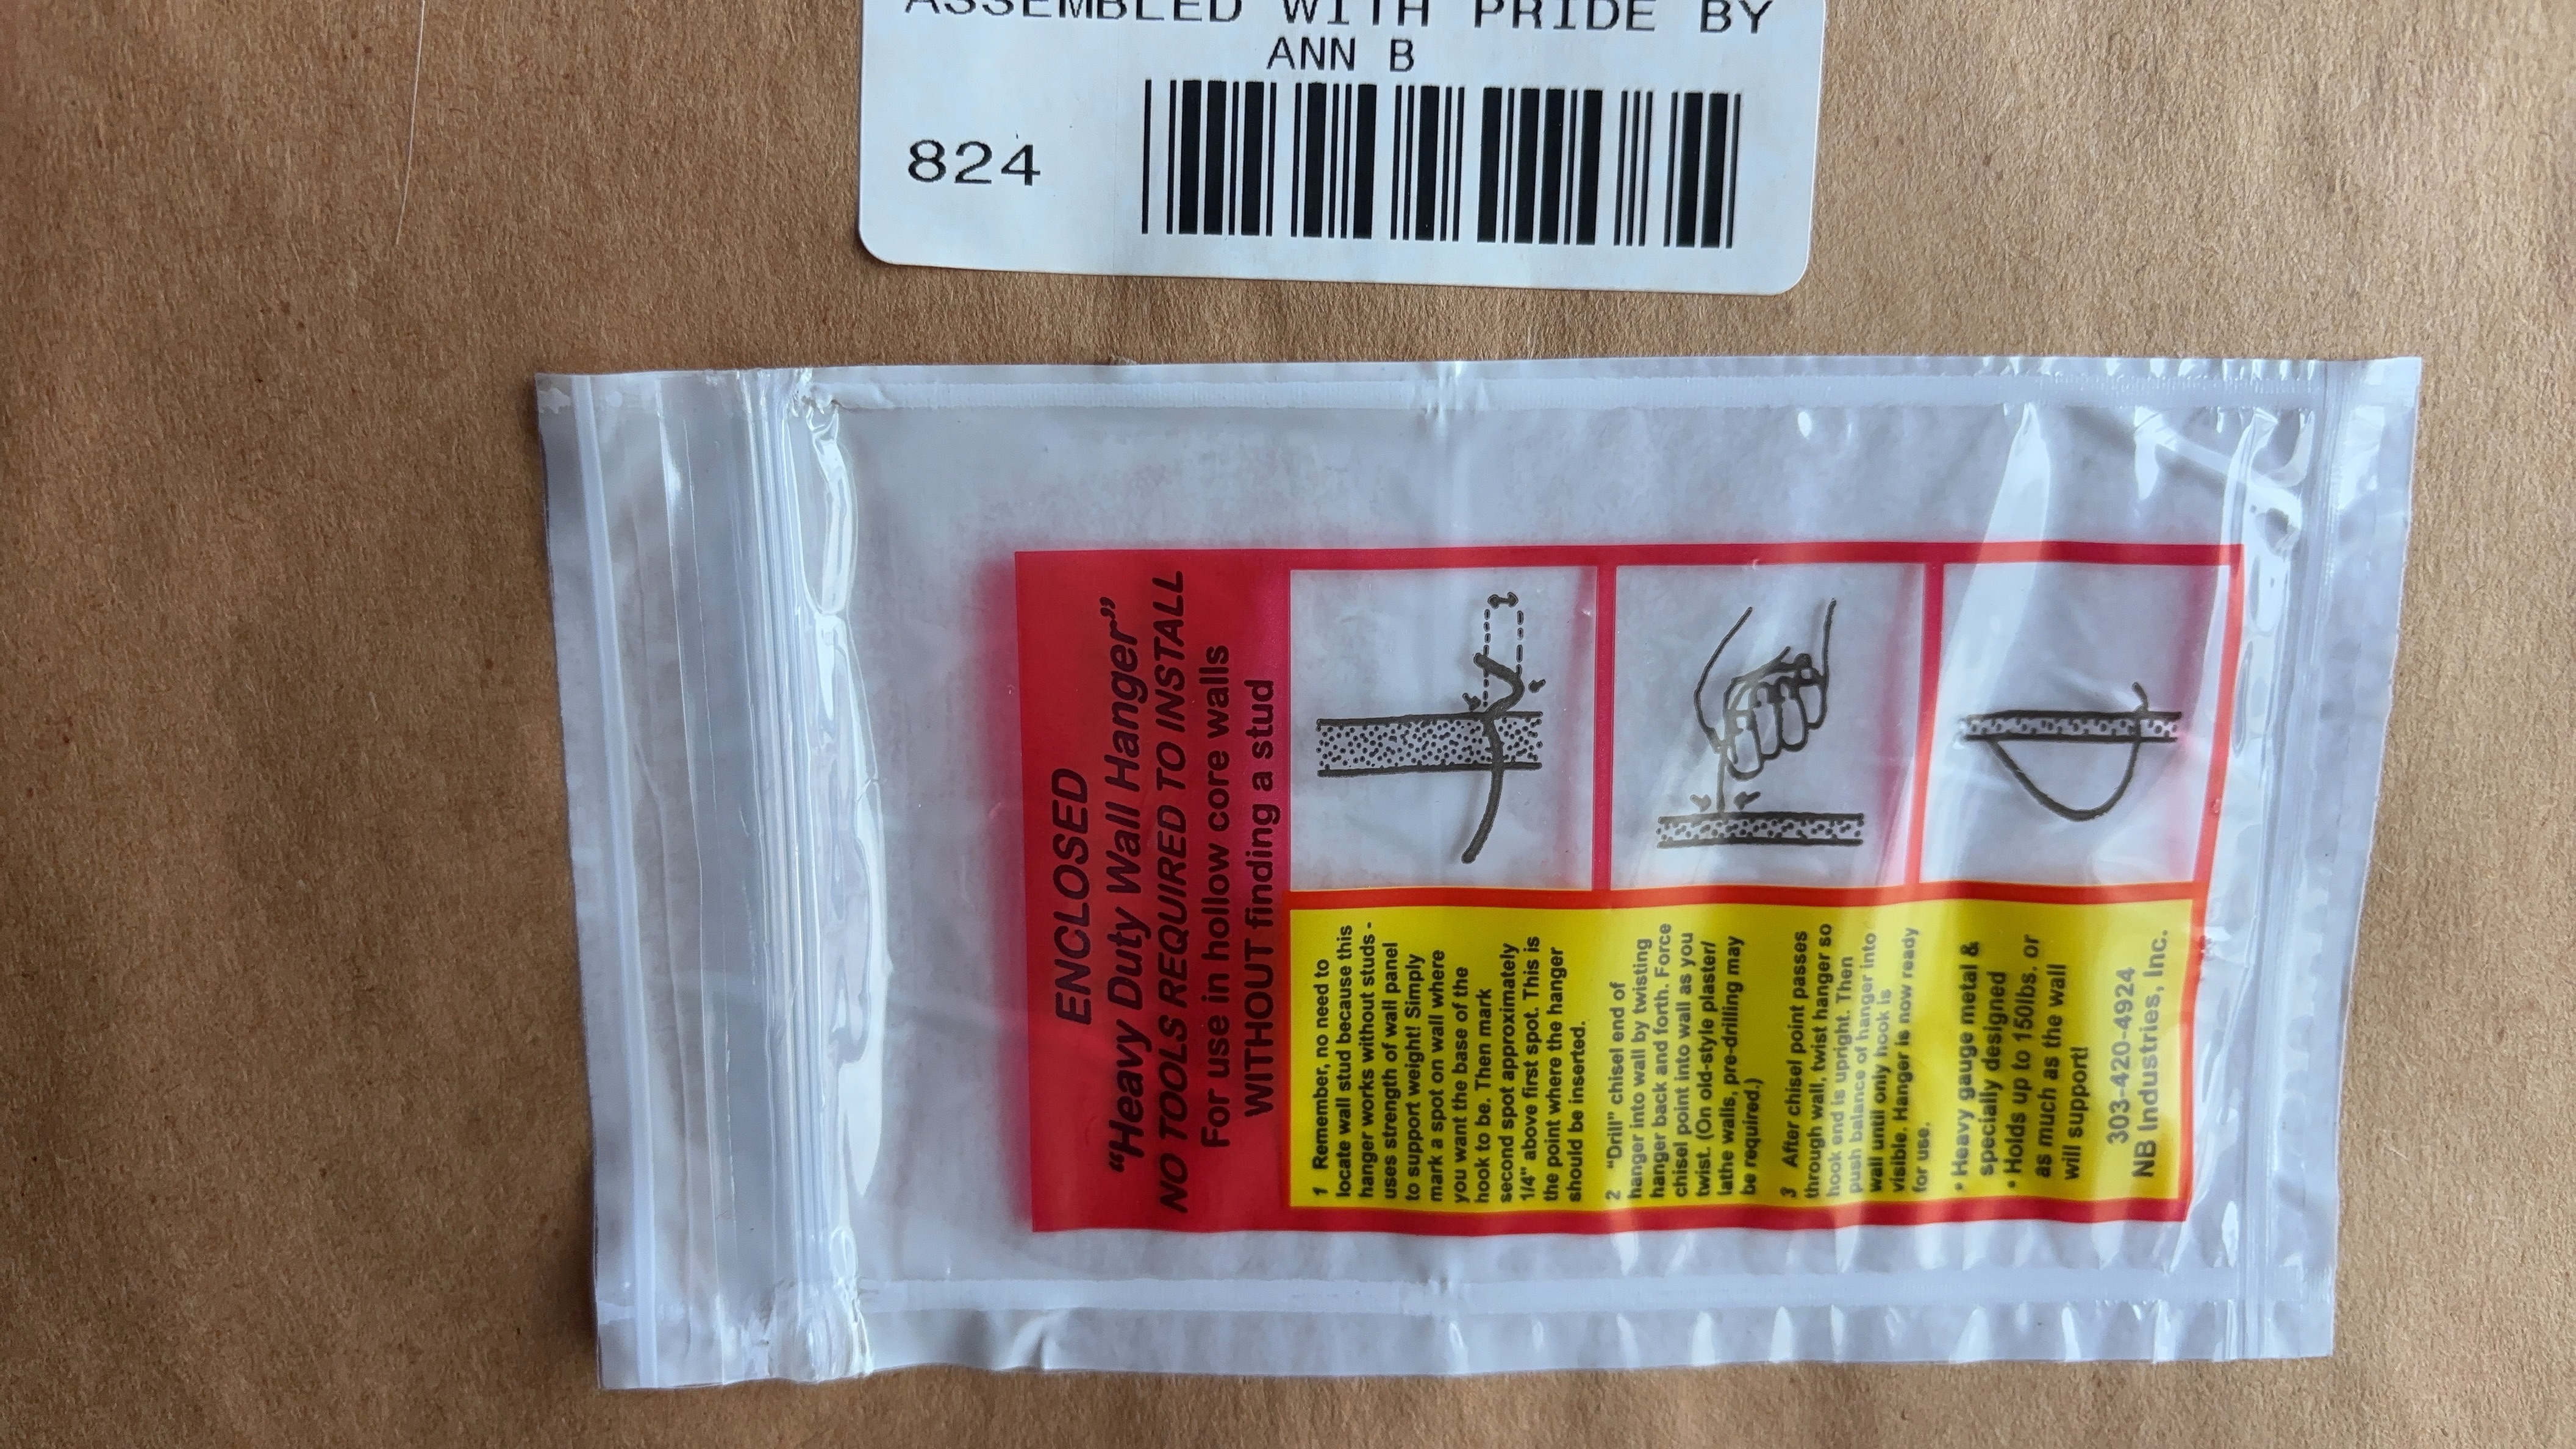 ASSEMBLED WITH PRIDE BY
ANN B
824
ENCLOSED
“Heavy Duty Wall Hanger”
NO TOOLS REQUIRED TO INSTALL
For use in hollow core walls
WITHOUT finding a stud
1 Remember, no need to
locate wall stud because this
hanger works without studs -
uses strength of wall panel
to support weight! Simply
mark a spot on wall where
you want the base of the
hook to be. Then mark
second spot approximately
1/4" above first spot. This is
the point where the hanger
should be inserted.
2 "Drill" chisel end of
hanger into wall by twisting
hanger back and forth. Force
chisel point into wall as you
twist. (On old-style plaster/
lathe walls, pre-drilling may
be required.)
3 After chisel point passes
through wall, twist hanger so
hook end is upright. Then
push balance of hanger into
wall until only hook is
visible. Hanger is now ready
for use.
• Heavy gauge metal &
specially designed
• Holds up to 150lbs. or
as much as the wall
will support!
303-420-4924
NB Industries, Inc.